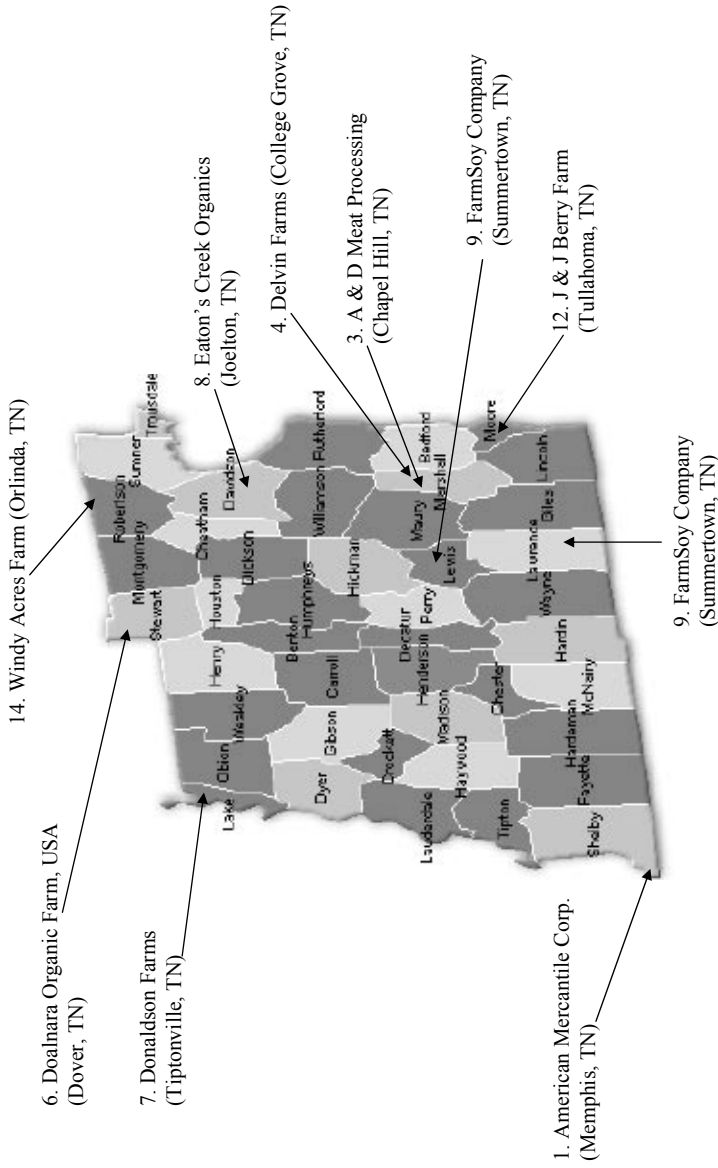 14. Windy Acres Farm (Orlinda, TN)
6. Doalnara Organic Farm, USA
(Dover, TN)
7. Donaldson Farms
(Tiptonville, TN)
8. Eaton's Creek Organics
(Joelton, TN)
4. Delvin Farms (College Grove, TN)
3. A & D Meat Processing
(Chapel Hill, TN)
9. FarmSoy Company
(Summertown, TN)
12. J & J Berry Farm
(Tullahoma, TN)
9. FarmSoy Company
(Summertown, TN)
1. American Mercantile Corp.
(Memphis, TN)
Lake
Obion
Weakley
Henry
Stewart
Montgomery
Robertson
Sumner
Trousdale
Houston
Cheatham
Davidson
Dyer
Gibson
Carroll
Benton
Humphreys
Dickson
Williamson
Rutherford
Crockett
Lauderdale
Haywood
Madison
Henderson
Decatur
Perry
Hickman
Lewis
Maury
Marshall
Bedford
Moore
Tipton
Chester
Shelby
Fayette
Hardeman
McNairy
Hardin
Wayne
Laurance
Giles
Lincoln